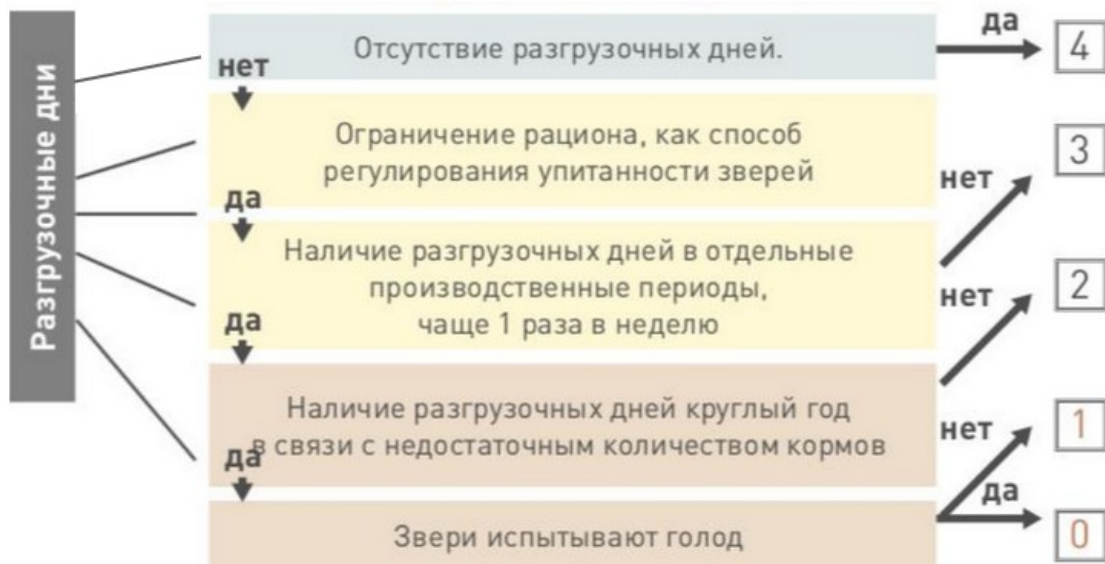 Разгрузочные дни
Отсутствие разгрузочных дней.
да
4
нет
Ограничение рациона, как способ
регулирования упитанности зверей
нет
3
да
Наличие разгрузочных дней в отдельные
производственные периоды,
чаще 1 раза в неделю
нет
2
да
Наличие разгрузочных дней круглый год
в связи с недостаточным количеством кормов
нет
1
да
Звери испытывают голод
да
0